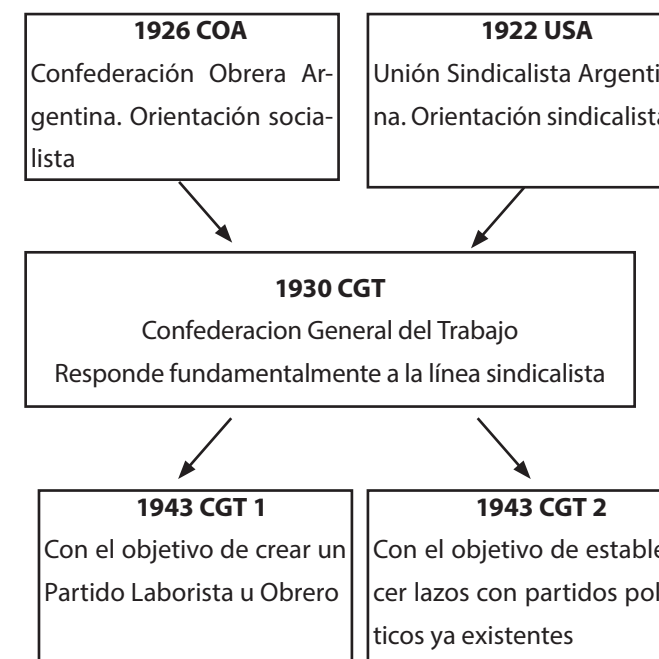 1926 COA
Confederación Obrera Ar-
gentina. Orientación socia-
lista
1922 USA
Unión Sindicalista Argenti
na. Orientación sindicalista
1930 CGT
Confederacion General del Trabajo
Responde fundamentalmente a la línea sindicalista
1943 CGT 1
Con el objetivo de crear un
Partido Laborista u Obrero
1943 CGT 2
Con el objetivo de estable
cer lazos con partidos pol
ticos ya existentes